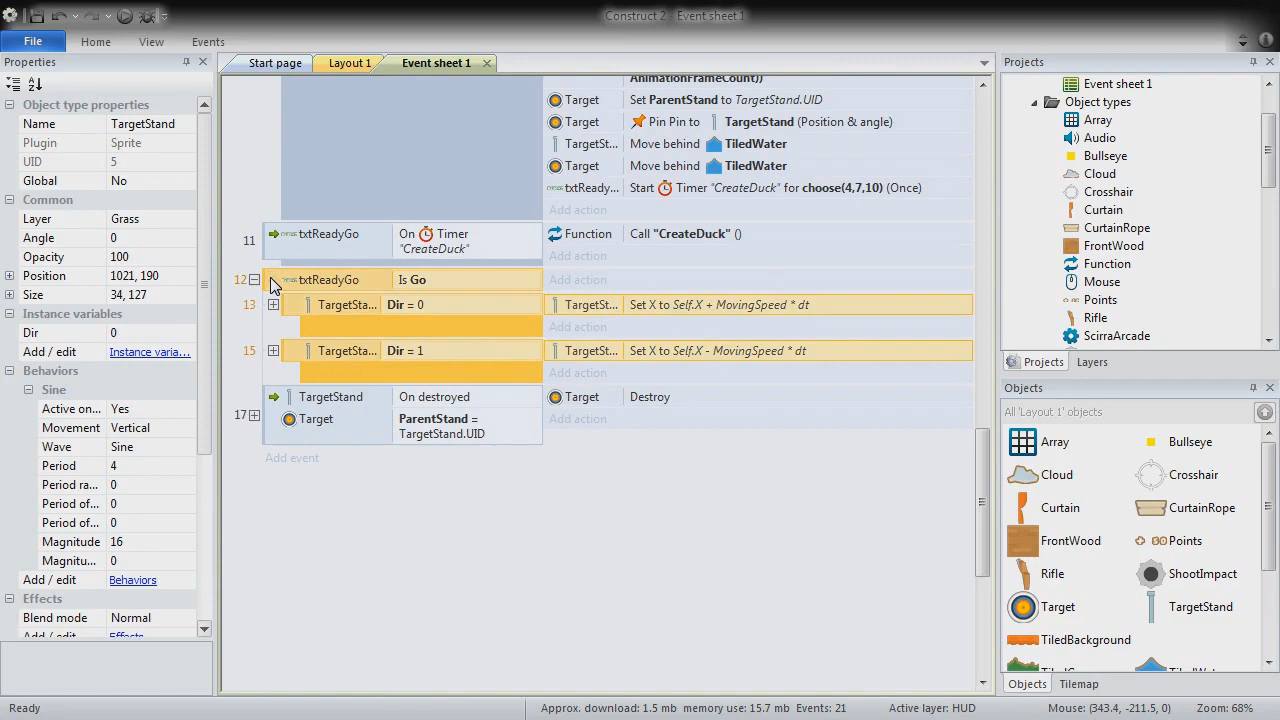 Construct 2 - Event sheet 1
File
Home
View
Events
Properties
Object type properties
Name TargetStand
Plugin Sprite
UID 5
Global No
Common
Layer Grass
Angle 0
Opacity 100
Position 1021, 190
Size 34, 127
Instance variables
Dir 0
Add / edit Instance varia...
Behaviors
Sine
Active on... Yes
Movement Vertical
Wave Sine
Period 4
Period ra... 0
Period of... 0
Period of... 0
Magnitude 16
Magnitu... 0
Add / edit Behaviors
Effects
Blend mode Normal
Add / edit Effects
Start page
Layout 1
Event sheet 1
AnimationFrameCount))
Target Set ParentStand to TargetStand.UID
Target Pin Pin to TargetStand (Position & angle)
TargetSt... Move behind TiledWater
Target Move behind TiledWater
txtReady... Start Timer "CreateDuck" for choose(4,7,10) (Once)
Add action
11 txtReadyGo On Timer
"CreateDuck"
Function Call "CreateDuck" ()
Add action
12 txtReadyGo Is Go
Add action
13 TargetSta... Dir = 0 TargetSt... Set X to Self.X + MovingSpeed * dt
Add action
15 TargetSta... Dir = 1 TargetSt... Set X to Self.X - MovingSpeed * dt
Add action
TargetStand On destroyed Target Destroy
17 Target ParentStand =
TargetStand.UID
Add action
Add event
Projects
Event sheet 1
Object types
Array
Audio
Bullseye
Cloud
Crosshair
Curtain
CurtainRope
FrontWood
Function
Mouse
Points
Rifle
ScirraArcade
Projects
Layers
Objects
All 'Layout 1' objects
Array Bullseye
Cloud Crosshair
Curtain CurtainRope
FrontWood Points
Rifle ShootImpact
Target TargetStand
TiledBackground
Objects
Tilemap
Ready
Approx. download: 1.5 mb memory use: 15.7 mb Events: 21
Active layer: HUD
Mouse: (343.4, -211.5, 0)
Zoom: 68%